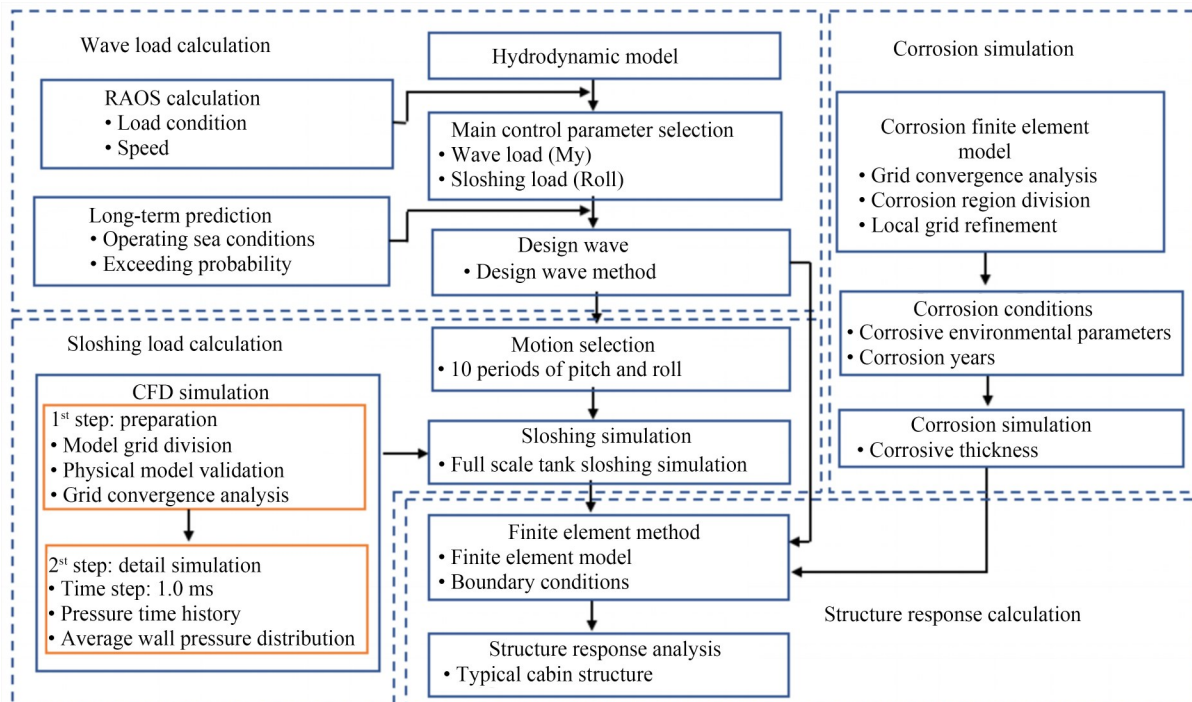 Wave load calculation
Hydrodynamic model
RAOS calculation
• Load condition
• Speed
Main control parameter selection
• Wave load (My)
• Sloshing load (Roll)
Long-term prediction
• Operating sea conditions
• Exceeding probability
Design wave
• Design wave method
Corrosion simulation
Corrosion finite element
model
• Grid convergence analysis
• Corrosion region division
• Local grid refinement
Corrosion conditions
• Corrosive environmental parameters
• Corrosion years
Corrosion simulation
• Corrosive thickness
Sloshing load calculation
Motion selection
• 10 periods of pitch and roll
CFD simulation
1st step: preparation
• Model grid division
• Physical model validation
• Grid convergence analysis
2st step: detail simulation
• Time step: 1.0 ms
• Pressure time history
• Average wall pressure distribution
Sloshing simulation
• Full scale tank sloshing simulation
Finite element method
• Finite element model
• Boundary conditions
Structure response calculation
Structure response analysis
• Typical cabin structure